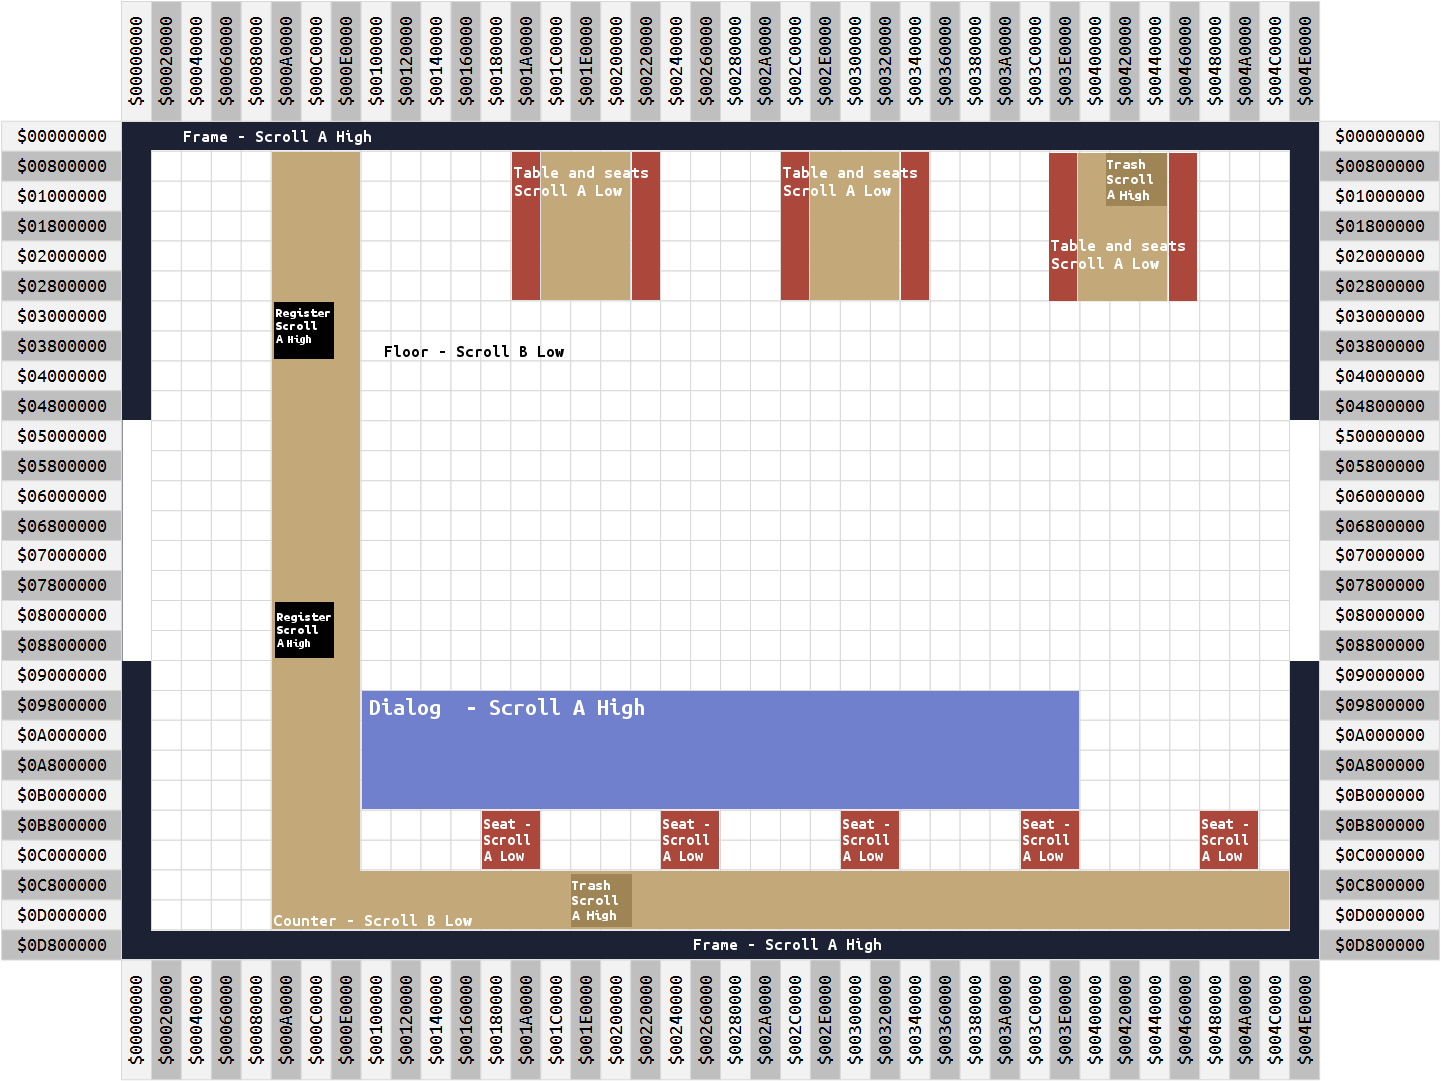 $00000000 $00020000 $00040000 $00060000 $00080000 $000A0000 $000C0000 $000E0000 $00100000 $00120000 $00140000 $00160000 $00180000 $001A0000 $001C0000 $001E0000 $00200000 $00220000 $00240000 $00260000 $00280000 $002A0000 $002C0000 $002E0000 $00300000 $00320000 $00340000 $00360000 $00380000 $003A0000 $003C0000 $003E0000 $00400000 $00420000 $00440000 $00460000 $00480000 $004A0000 $004C0000 $004E0000
$00000000 Frame - Scroll A High $00000000
$00800000 Table and seats Table and seats Trash $00800000
Scroll
$01000000 Scroll A Low Scroll A Low A High $01000000
$01800000 $01800000
$02000000 Table and seats $02000000
Scroll A Low
$02800000 $02800000
$03000000 Register $03000000
Scroll
A High
$03800000 Floor - Scroll B Low $03800000
$04000000 $04000000
$04800000 $04800000
$05000000 $50000000
$05800000 $05800000
$06000000 $06000000
$06800000 $06800000
$07000000 $07000000
$07800000 $07800000
$08000000 Register $08000000
Scroll
$08800000 A High $08800000
$09000000 $09000000
$09800000 Dialog - Scroll A High $09800000
$0A000000 $0A000000
$0A800000 $0A800000
$0B000000 $0B000000
$0B800000 Seat - Seat - Seat - Seat - Seat - $0B800000
Scroll Scroll Scroll Scroll Scroll
$0C000000 A Low A Low A Low A Low A Low $0C000000
$0C800000 Trash $0C800000
Scroll
$0D000000 Counter - Scroll B Low A High $0D000000
$0D800000 Frame - Scroll A High $0D800000
$00000000 $00020000 $00040000 $00060000 $00080000 $000A0000 $000C0000 $000E0000 $00100000 $00120000 $00140000 $00160000 $00180000 $001A0000 $001C0000 $001E0000 $00200000 $00220000 $00240000 $00260000 $00280000 $002A0000 $002C0000 $002E0000 $00300000 $00320000 $00340000 $00360000 $00380000 $003A0000 $003C0000 $003E0000 $00400000 $00420000 $00440000 $00460000 $00480000 $004A0000 $004C0000 $004E0000